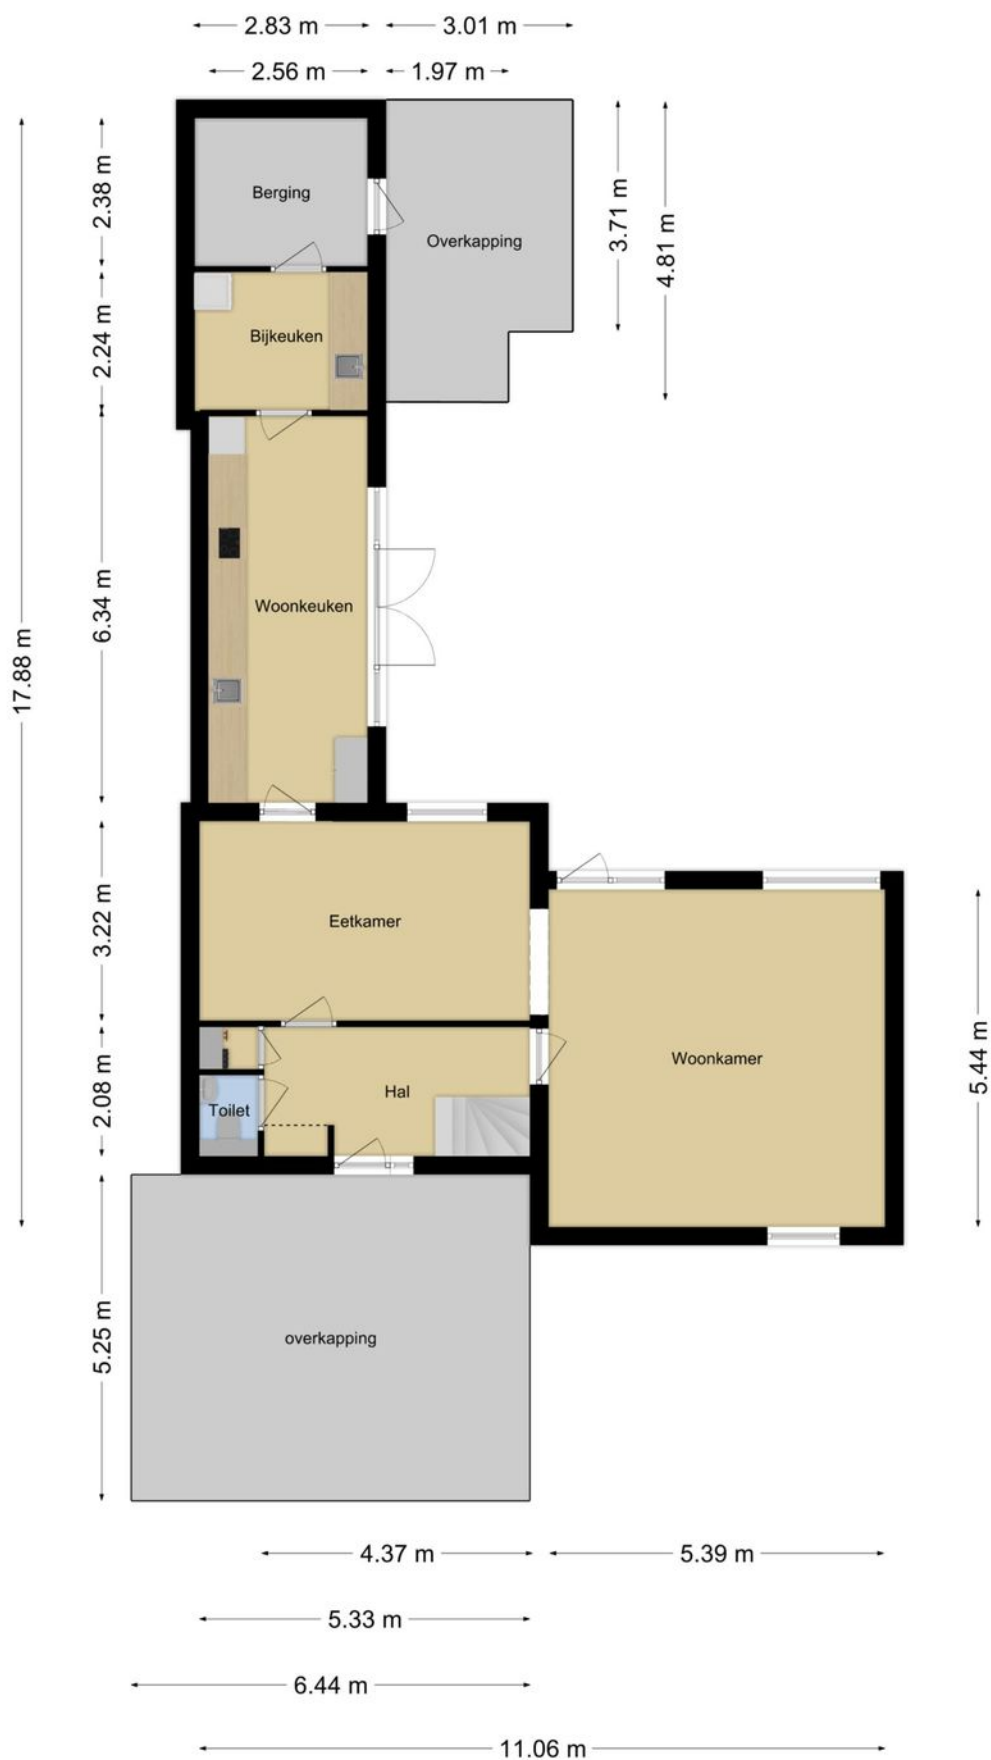 2.83 m
3.01 m
2.56 m
1.97 m
2.38 m
Berging
3.71 m
4.81 m
Overkapping
2.24 m
Bijkeuken
6.34 m
Woonkeuken
17.88 m
3.22 m
Eetkamer
2.08 m
Hal
Toilet
Woonkamer
5.44 m
5.25 m
overkapping
4.37 m
5.39 m
5.33 m
6.44 m
11.06 m